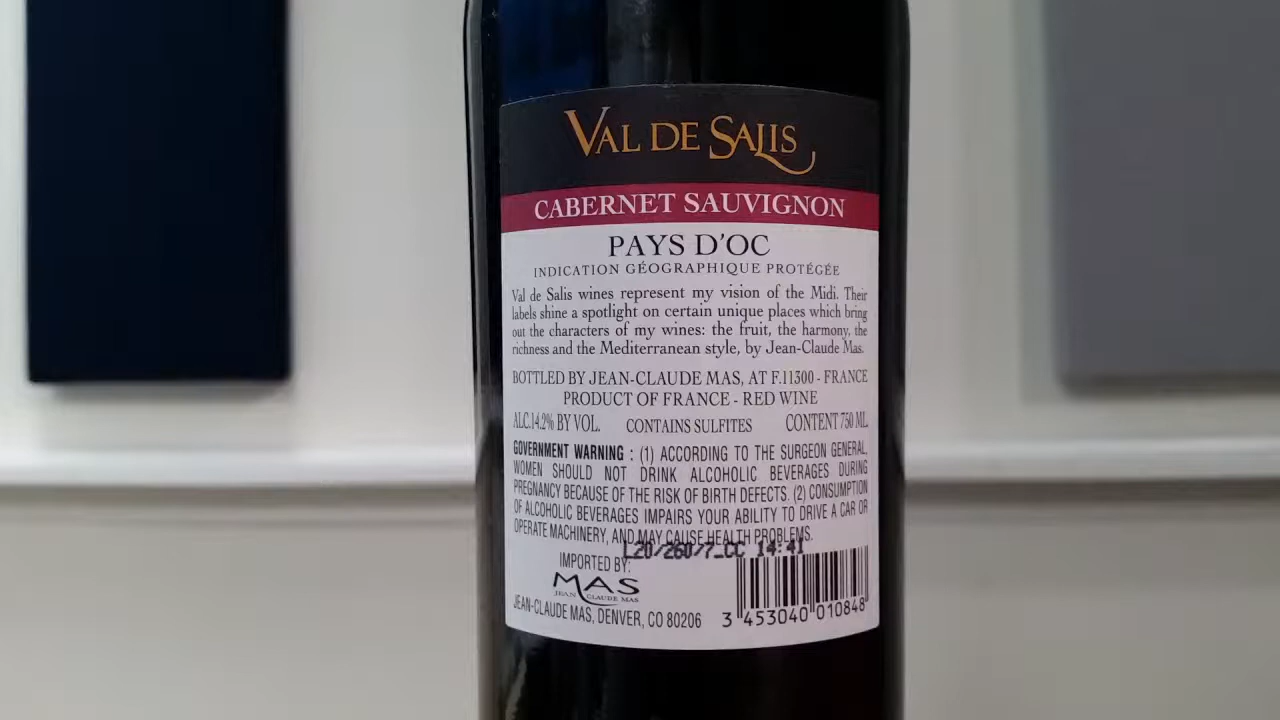 VAL DE SALIS
CABERNET SAUVIGNON
PAYS D'OC
INDICATION GÉOGRAPHIQUE PROTÉGÉE
Val de Salis wines represent my vision of the Midi. Their
labels shine a spotlight on certain unique places which bring
out the characters of my wines: the fruit, the harmony, the
richness and the Mediterranean style, by Jean-Claude Mas.
BOTTLED BY JEAN-CLAUDE MAS, AT F.11300 - FRANCE
PRODUCT OF FRANCE - RED WINE
ALC.14.2% BY VOL. CONTAINS SULFITES CONTENT 750 ML
GOVERNMENT WARNING : (1) ACCORDING TO THE SURGEON GENERAL,
WOMEN SHOULD NOT DRINK ALCOHOLIC BEVERAGES DURING
PREGNANCY BECAUSE OF THE RISK OF BIRTH DEFECTS. (2) CONSUMPTION
OF ALCOHOLIC BEVERAGES IMPAIRS YOUR ABILITY TO DRIVE A CAR OR
OPERATE MACHINERY, AND MAY CAUSE HEALTH PROBLEMS.
L20/260/7_CC 14:41
IMPORTED BY:
MAS
JEAN CLAUDE MAS
JEAN-CLAUDE MAS, DENVER, CO 80206
3 453040 010848